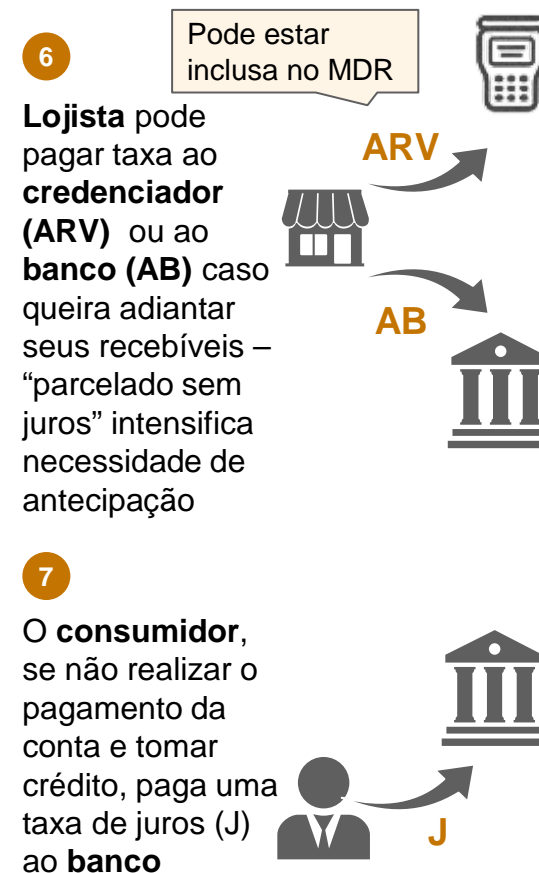 6
Pode estar
inclusa no MDR
Lojista pode
pagar taxa ao
credenciador
(ARV) ou ao
banco (AB) caso
queira adiantar
seus recebíveis –
“parcelado sem
juros” intensifica
necessidade de
antecipação
ARV
AB
7
O consumidor,
se não realizar o
pagamento da
conta e tomar
crédito, paga uma
taxa de juros (J)
ao banco
J